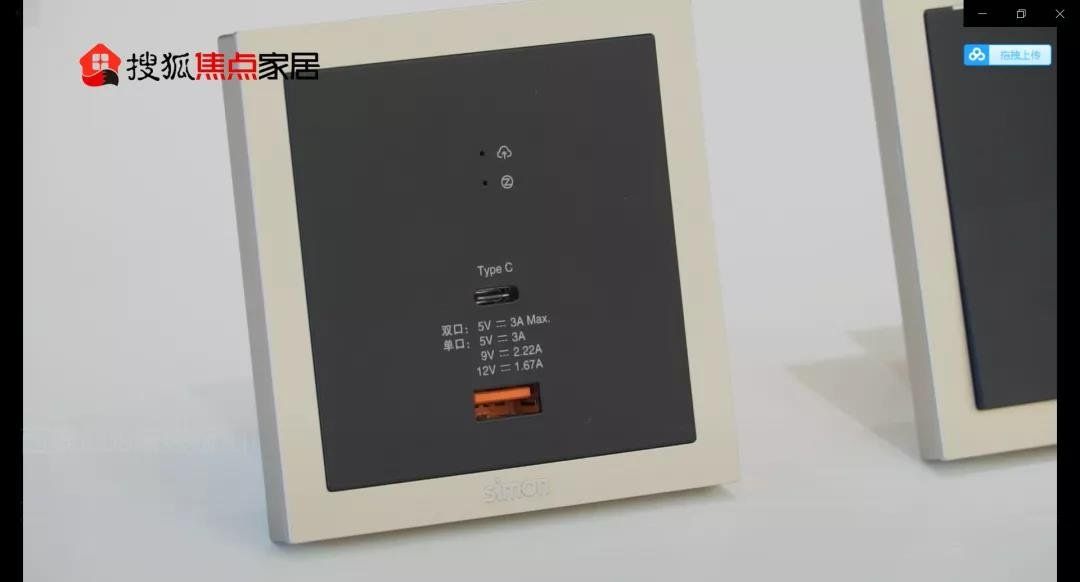 搜狐焦点家居
拖拽上传
Type C
双口: 5V ⎓ 3A Max.
单口: 5V ⎓ 3A
9V ⎓ 2.22A
12V ⎓ 1.67A
simon